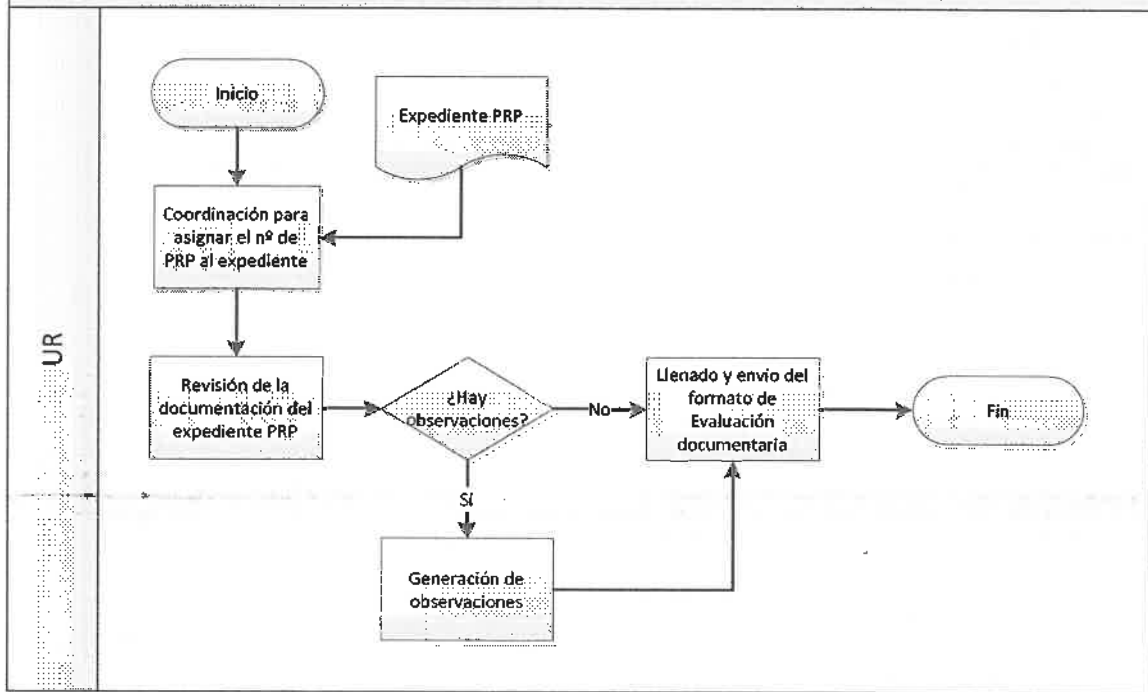 UR
Inicio
Expediente PRP
Coordinación para
asignar el nº de
PRP al expediente
Revisión de la
documentación del
expediente PRP
¿Hay
observaciones?
No
Llenado y envio del
formato de
Evaluación
documentaria
Fin
Sí
Generación de
observaciones